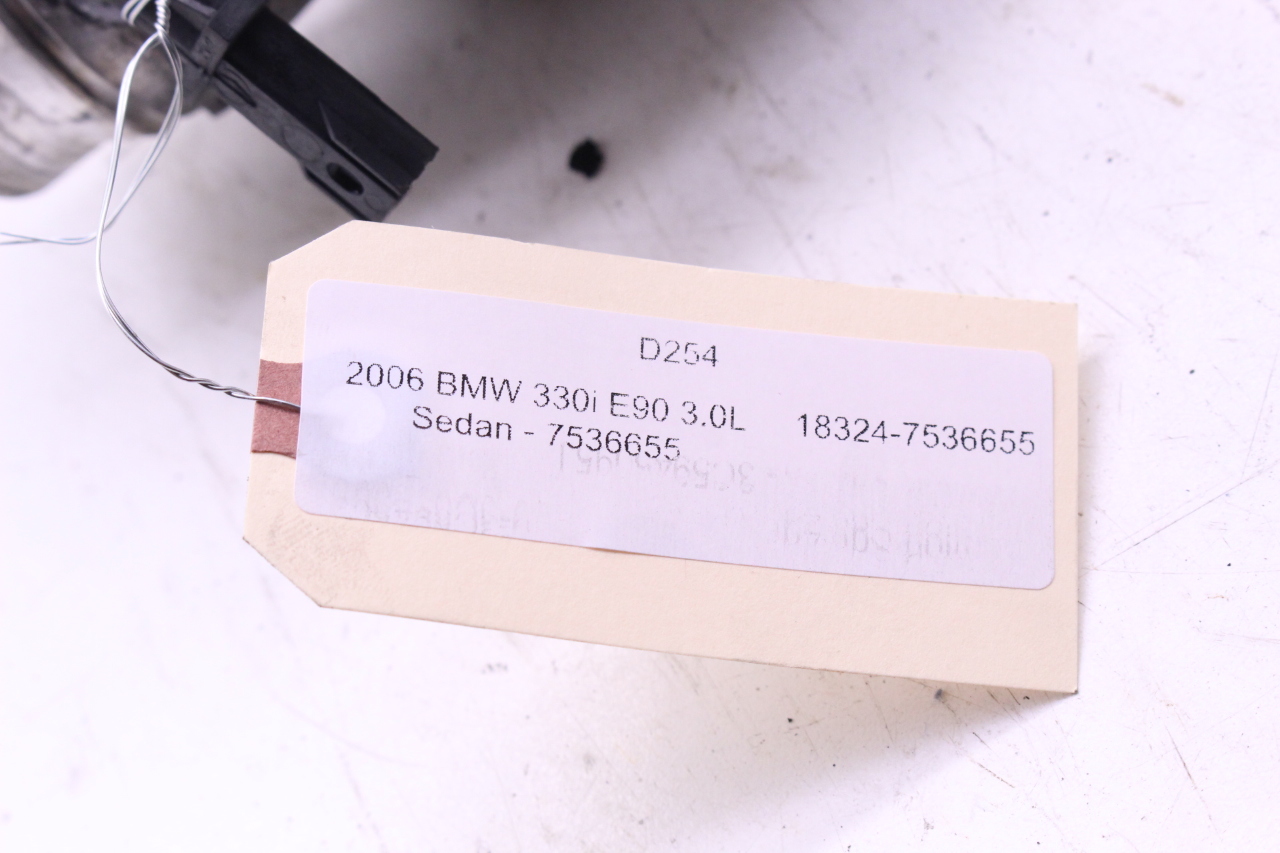 D254
2006 BMW 330i E90 3.0L
Sedan - 7536655
18324-7536655